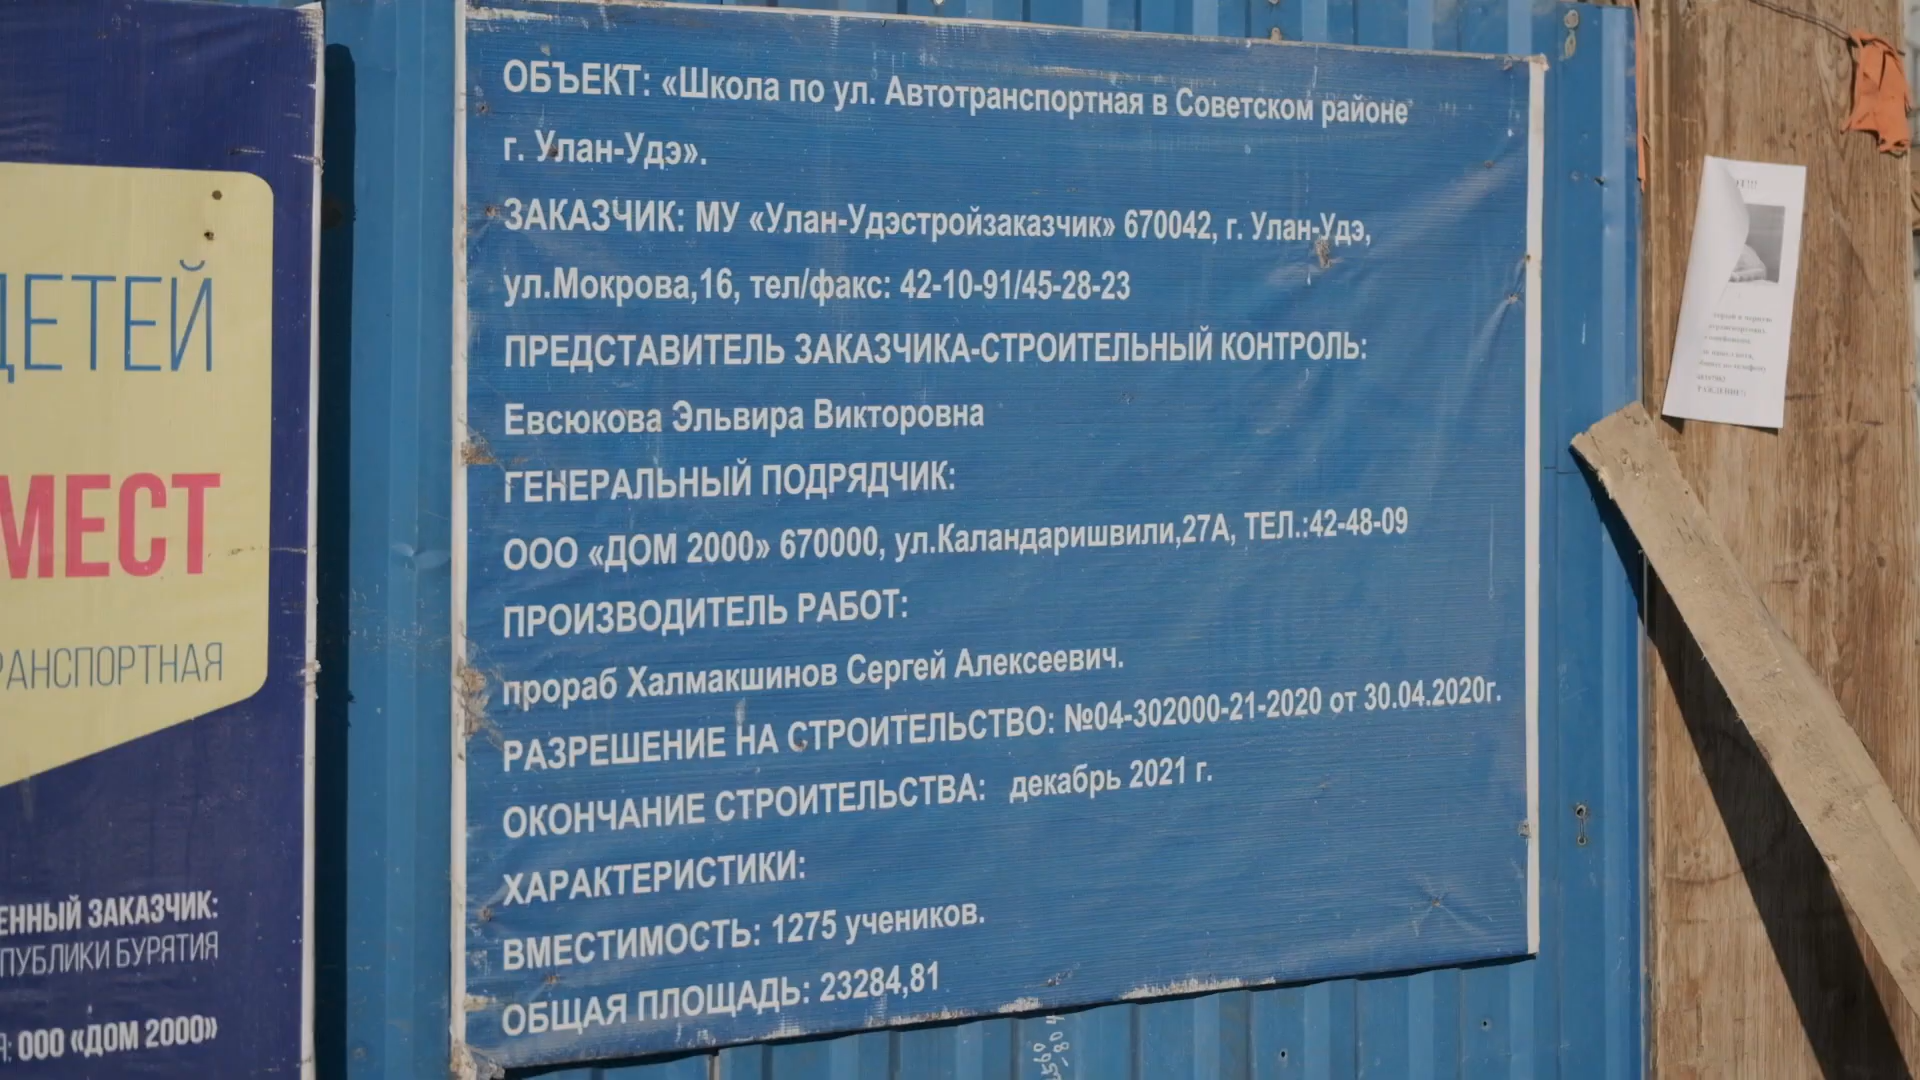 ДЕТЕЙ
МЕСТ
РАНСПОРТНАЯ
ЕННЫЙ ЗАКАЗЧИК:
ПУБЛИКИ БУРЯТИЯ
ООО «ДОМ 2000»
ОБЪЕКТ: «Школа по ул. Автотранспортная в Советском районе
г. Улан-Удэ».
ЗАКАЗЧИК: МУ «Улан-Удэстройзаказчик» 670042, г. Улан-Удэ,
ул.Мокрова,16, тел/факс: 42-10-91/45-28-23
ПРЕДСТАВИТЕЛЬ ЗАКАЗЧИКА-СТРОИТЕЛЬНЫЙ КОНТРОЛЬ:
Евсюкова Эльвира Викторовна
ГЕНЕРАЛЬНЫЙ ПОДРЯДЧИК:
ООО «ДОМ 2000» 670000, ул.Каландаришвили,27А, ТЕЛ.:42-48-09
ПРОИЗВОДИТЕЛЬ РАБОТ:
прораб Халмакшинов Сергей Алексеевич.
РАЗРЕШЕНИЕ НА СТРОИТЕЛЬСТВО: №04-302000-21-2020 от 30.04.2020г.
ОКОНЧАНИЕ СТРОИТЕЛЬСТВА: декабрь 2021 г.
ХАРАКТЕРИСТИКИ:
ВМЕСТИМОСТЬ: 1275 учеников.
ОБЩАЯ ПЛОЩАДЬ: 23284,81